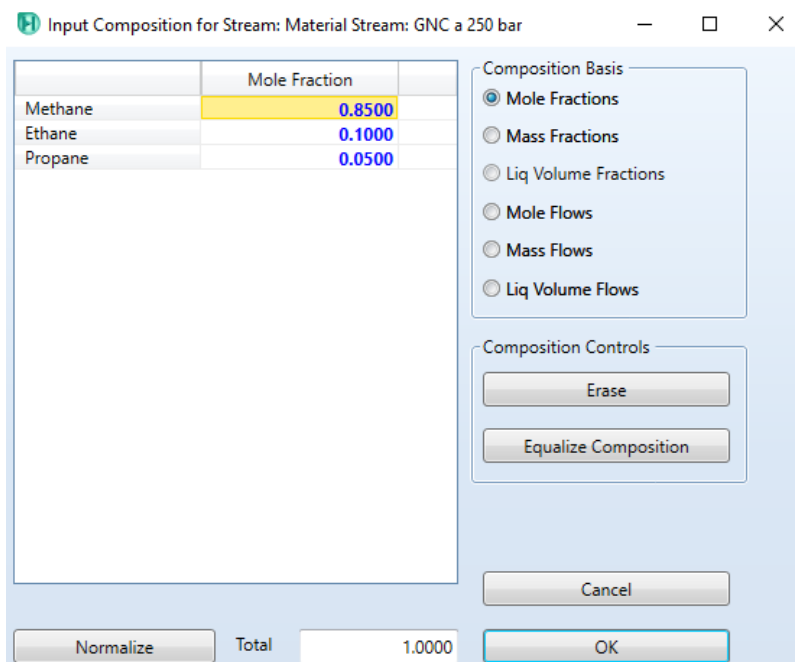 Input Composition for Stream: Material Stream: GNC a 250 bar
Mole Fraction
Methane 0.8500
Ethane 0.1000
Propane 0.0500
Composition Basis
Mole Fractions
Mass Fractions
Liq Volume Fractions
Mole Flows
Mass Flows
Liq Volume Flows
Composition Controls
Erase
Equalize Composition
Cancel
Normalize Total 1.0000 OK